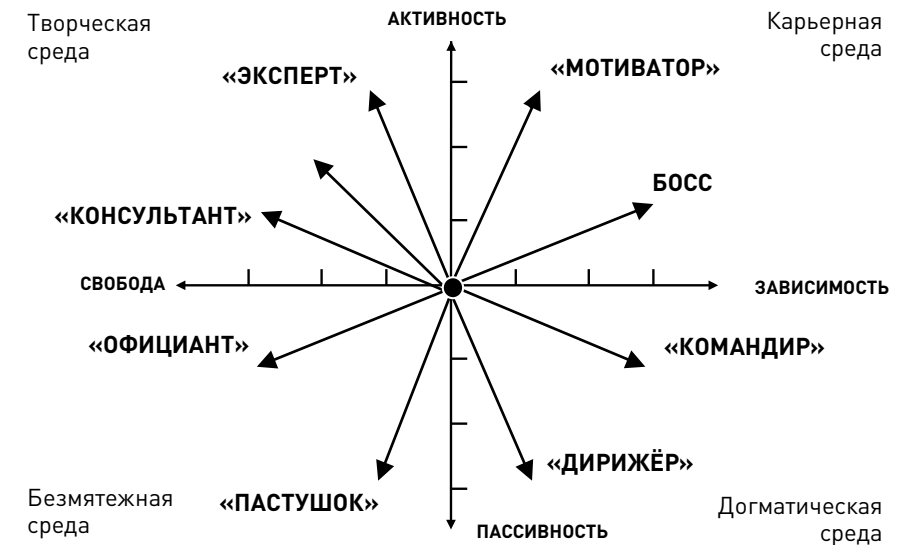 Творческая
среда
АКТИВНОСТЬ
Карьерная
среда
«ЭКСПЕРТ»
«МОТИВАТОР»
БОСС
«КОНСУЛЬТАНТ»
СВОБОДА
ЗАВИСИМОСТЬ
«ОФИЦИАНТ»
«КОМАНДИР»
«ДИРИЖЁР»
Безмятежная
среда
«ПАСТУШОК»
ПАССИВНОСТЬ
Догматическая
среда